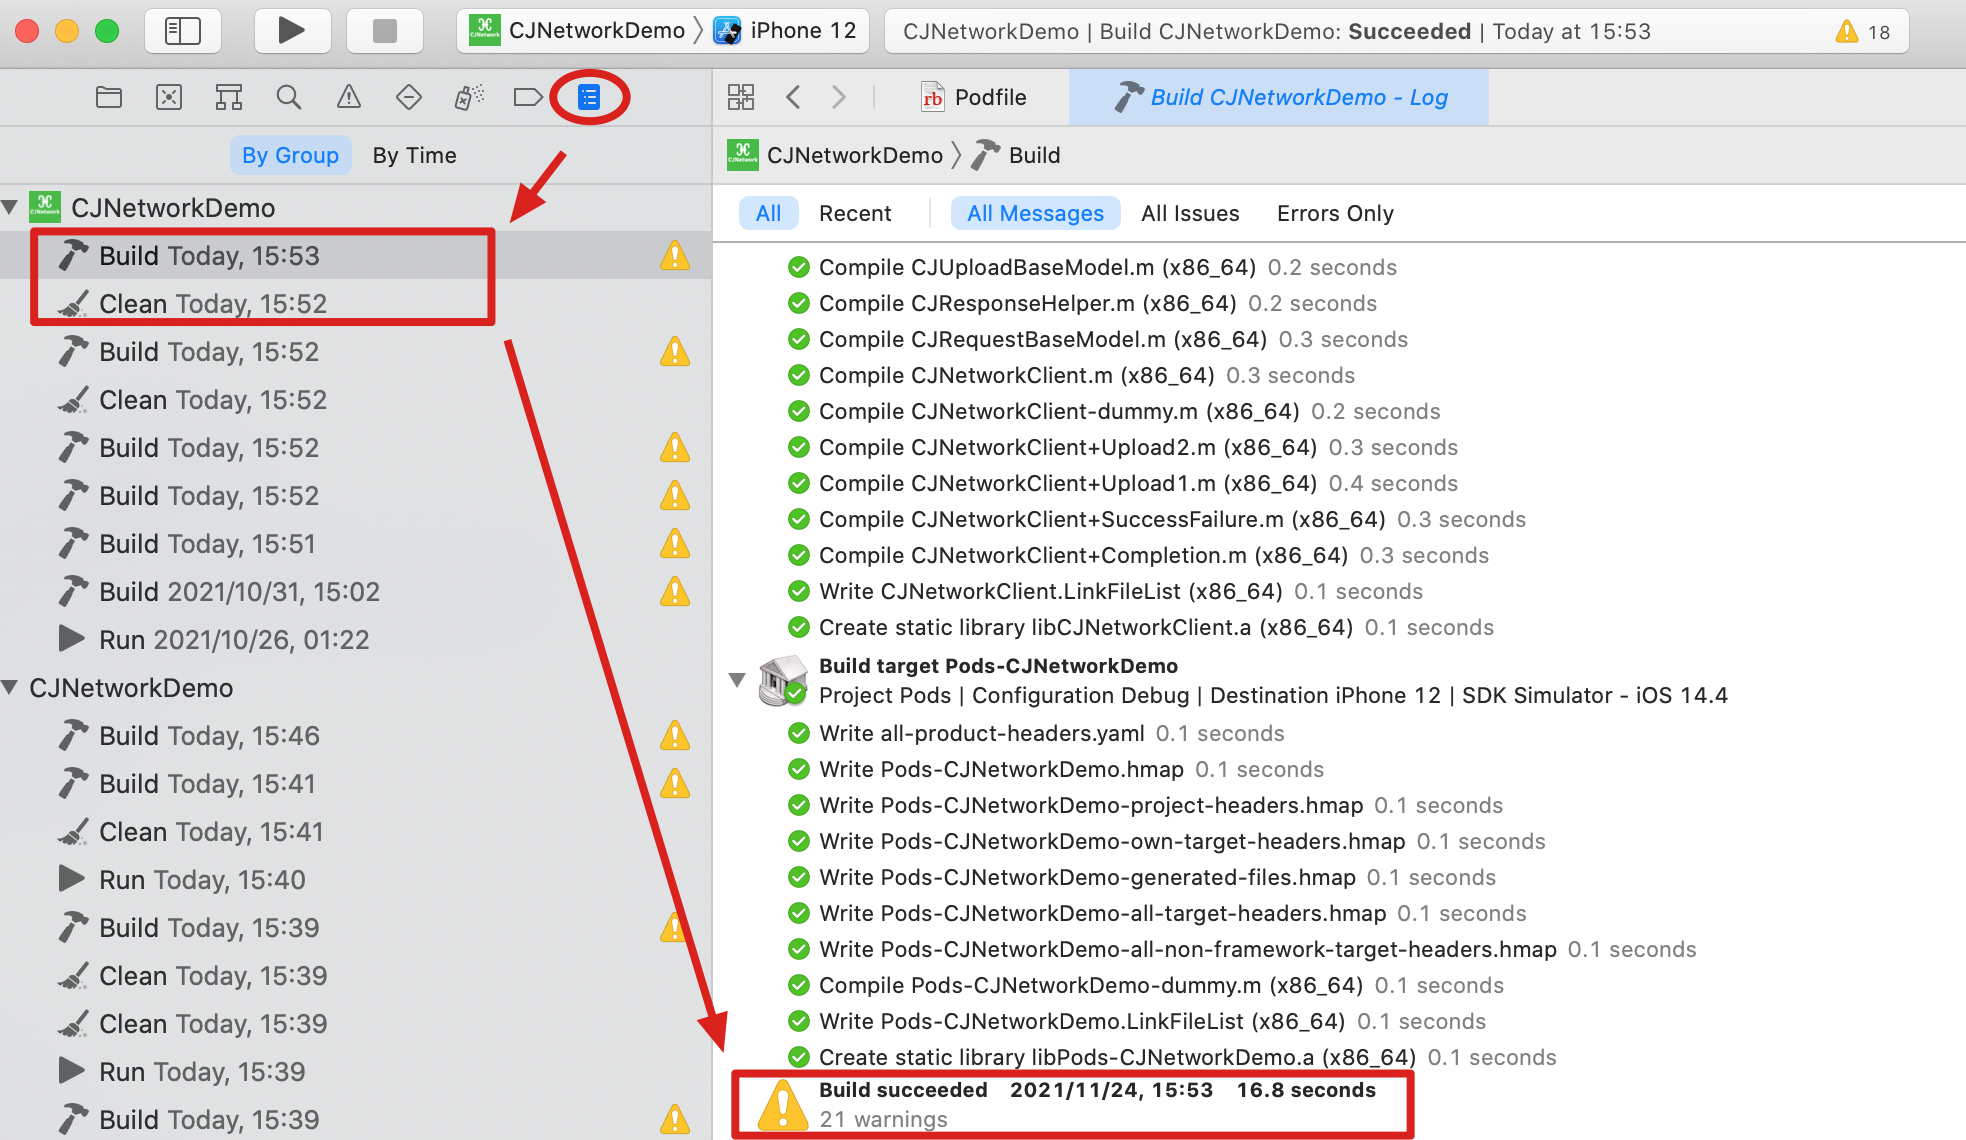 CJNetworkDemo
iPhone 12
CJNetworkDemo | Build CJNetworkDemo: Succeeded | Today at 15:53
18
rb Podfile
Build CJNetworkDemo - Log
By Group By Time
CJNetwork CJNetworkDemo Build
CJNetworkDemo
Build Today, 15:53
Clean Today, 15:52
Build Today, 15:52
Clean Today, 15:52
Build Today, 15:52
Build Today, 15:52
Build Today, 15:51
Build 2021/10/31, 15:02
Run 2021/10/26, 01:22
CJNetworkDemo
Build Today, 15:46
Build Today, 15:41
Clean Today, 15:41
Run Today, 15:40
Build Today, 15:39
Clean Today, 15:39
Clean Today, 15:39
Run Today, 15:39
Build Today, 15:39
All Recent All Messages All Issues Errors Only
Compile CJUploadBaseModel.m (x86_64) 0.2 seconds
Compile CJResponseHelper.m (x86_64) 0.2 seconds
Compile CJRequestBaseModel.m (x86_64) 0.3 seconds
Compile CJNetworkClient.m (x86_64) 0.3 seconds
Compile CJNetworkClient-dummy.m (x86_64) 0.2 seconds
Compile CJNetworkClient+Upload2.m (x86_64) 0.3 seconds
Compile CJNetworkClient+Upload1.m (x86_64) 0.4 seconds
Compile CJNetworkClient+SuccessFailure.m (x86_64) 0.3 seconds
Compile CJNetworkClient+Completion.m (x86_64) 0.3 seconds
Write CJNetworkClient.LinkFileList (x86_64) 0.1 seconds
Create static library libCJNetworkClient.a (x86_64) 0.1 seconds
Build target Pods-CJNetworkDemo
Project Pods | Configuration Debug | Destination iPhone 12 | SDK Simulator - iOS 14.4
Write all-product-headers.yaml 0.1 seconds
Write Pods-CJNetworkDemo.hmap 0.1 seconds
Write Pods-CJNetworkDemo-project-headers.hmap 0.1 seconds
Write Pods-CJNetworkDemo-own-target-headers.hmap 0.1 seconds
Write Pods-CJNetworkDemo-generated-files.hmap 0.1 seconds
Write Pods-CJNetworkDemo-all-target-headers.hmap 0.1 seconds
Write Pods-CJNetworkDemo-all-non-framework-target-headers.hmap 0.1 seconds
Compile Pods-CJNetworkDemo-dummy.m (x86_64) 0.1 seconds
Write Pods-CJNetworkDemo.LinkFileList (x86_64) 0.1 seconds
Create static library libPods-CJNetworkDemo.a (x86_64) 0.1 seconds
Build succeeded 2021/11/24, 15:53 16.8 seconds
21 warnings